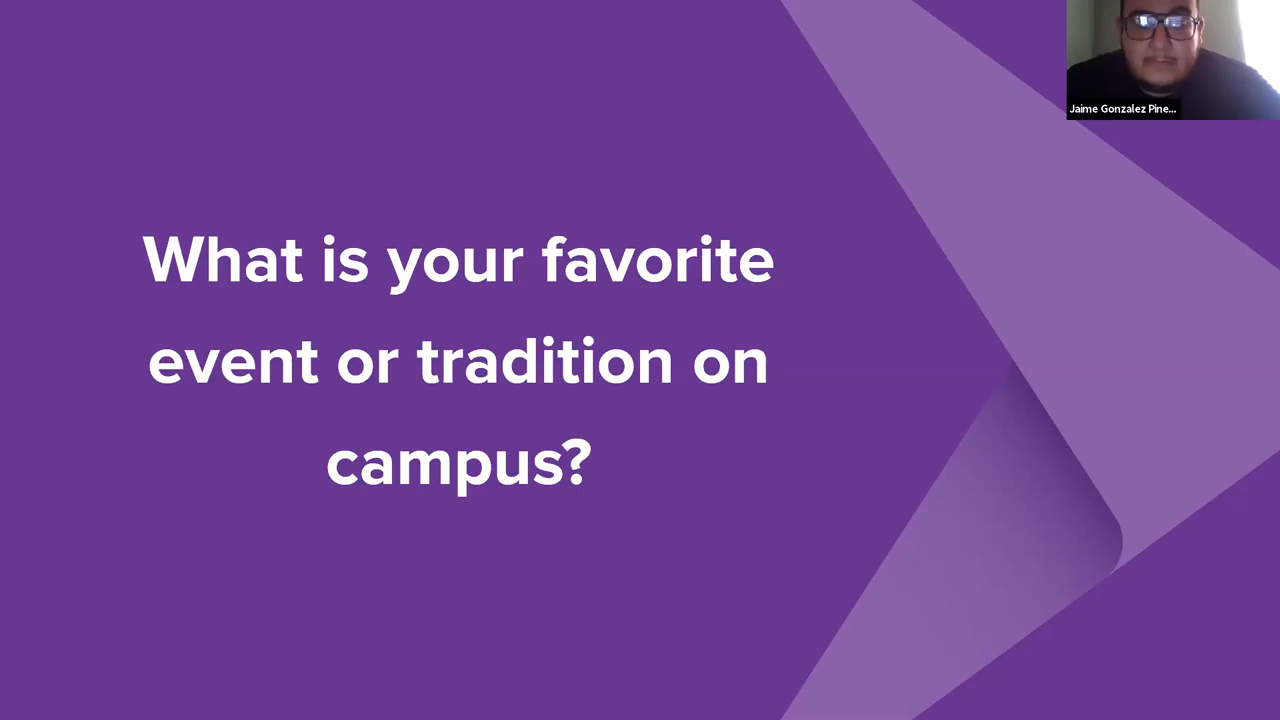 Jaime Gonzalez Pine...
What is your favorite
event or tradition on
campus?